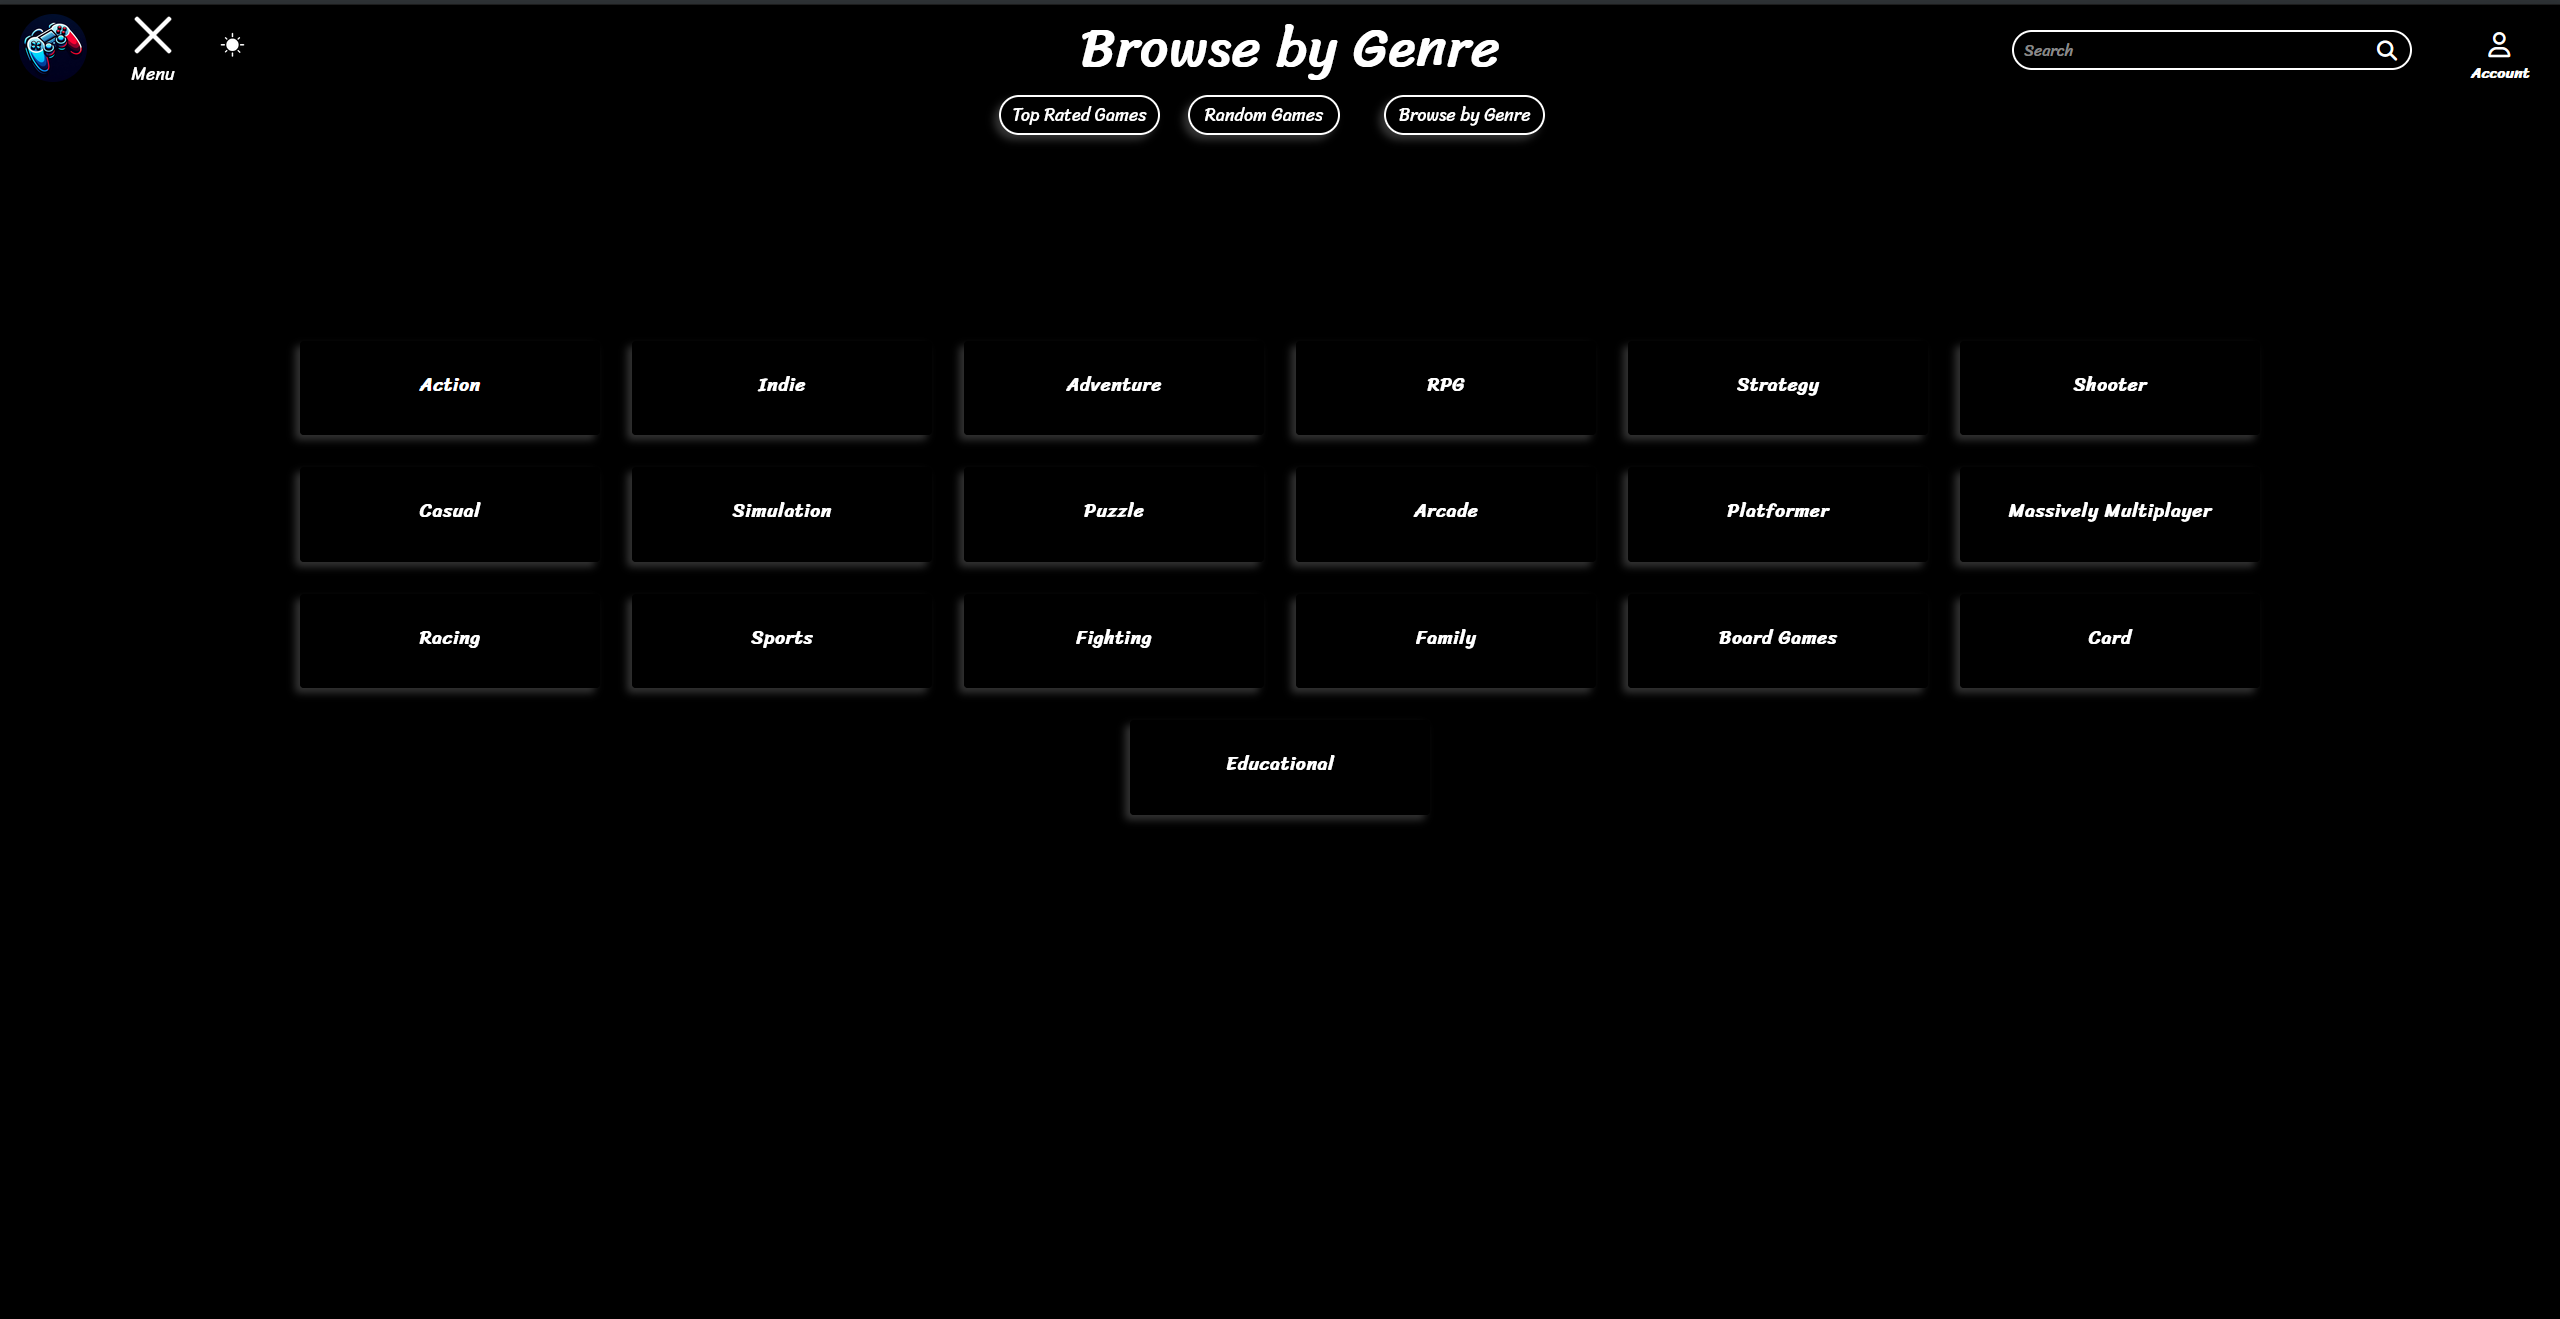 Browse by Genre
Menu
Search
Account
Top Rated Games
Random Games
Browse by Genre
Action
Indie
Adventure
RPG
Strategy
Shooter
Casual
Simulation
Puzzle
Arcade
Platformer
Massively Multiplayer
Racing
Sports
Fighting
Family
Board Games
Card
Educational